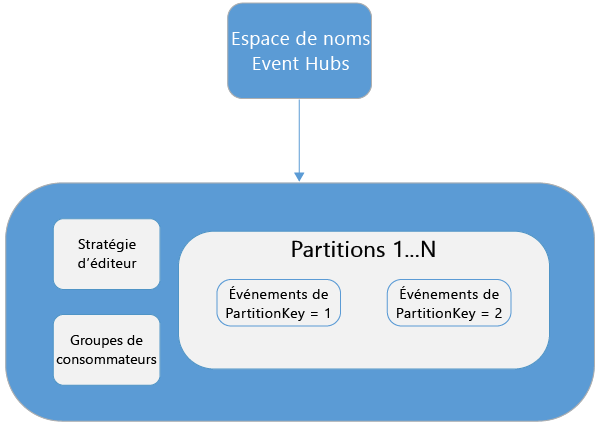 Espace de noms
Event Hubs
Stratégie
d’éditeur
Groupes de
consommateurs
Partitions 1...N
Événements de
PartitionKey = 1
Événements de
PartitionKey = 2